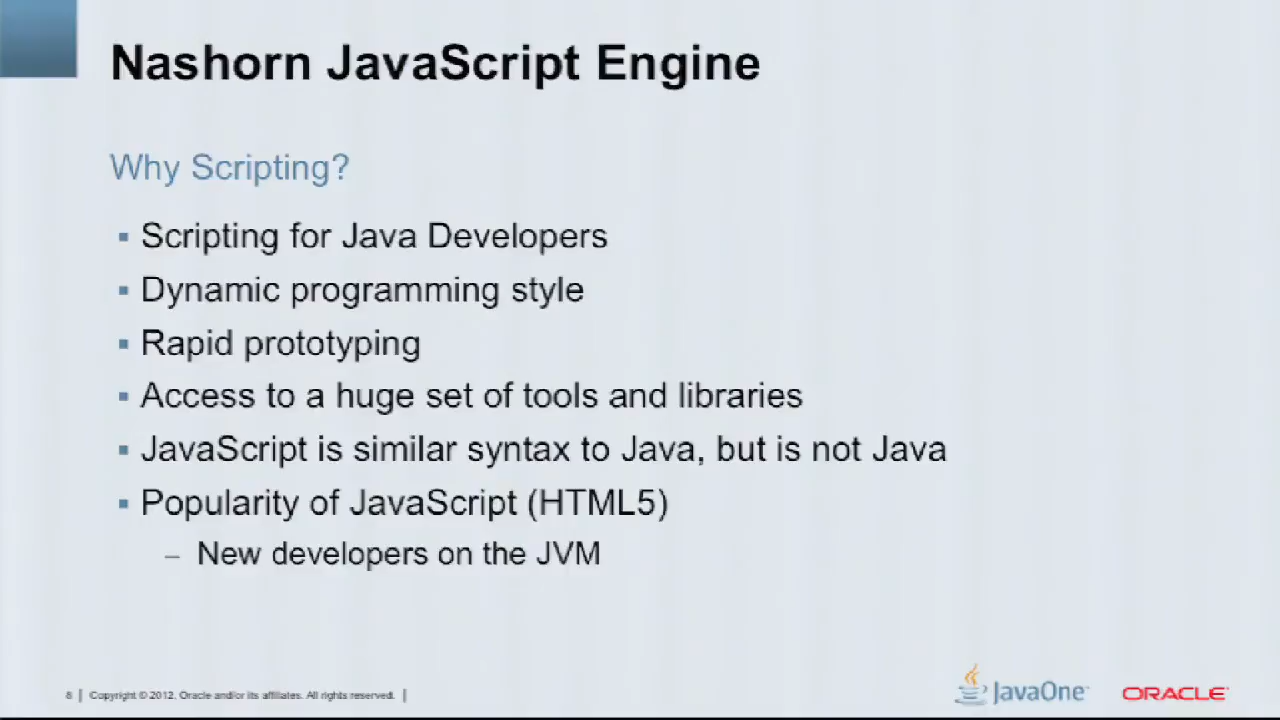 Nashorn JavaScript Engine
Why Scripting?
▪ Scripting for Java Developers
▪ Dynamic programming style
▪ Rapid prototyping
▪ Access to a huge set of tools and libraries
▪ JavaScript is similar syntax to Java, but is not Java
▪ Popularity of JavaScript (HTML5)
– New developers on the JVM
8 | Copyright © 2012, Oracle and/or its affiliates. All rights reserved. |
JavaOne™ ORACLE®